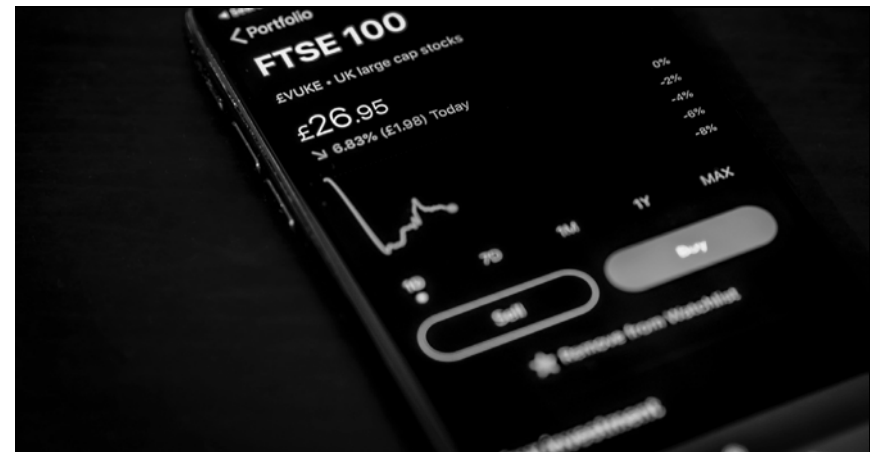 Portfolio
FTSE 100
£VUKE • UK large cap stocks
£26.95
6.83% (£1.98) Today
0%
-2%
-4%
-6%
-8%
1D
7D
1M
1Y
MAX
Sell
Buy
Remove from Watchlist
investment